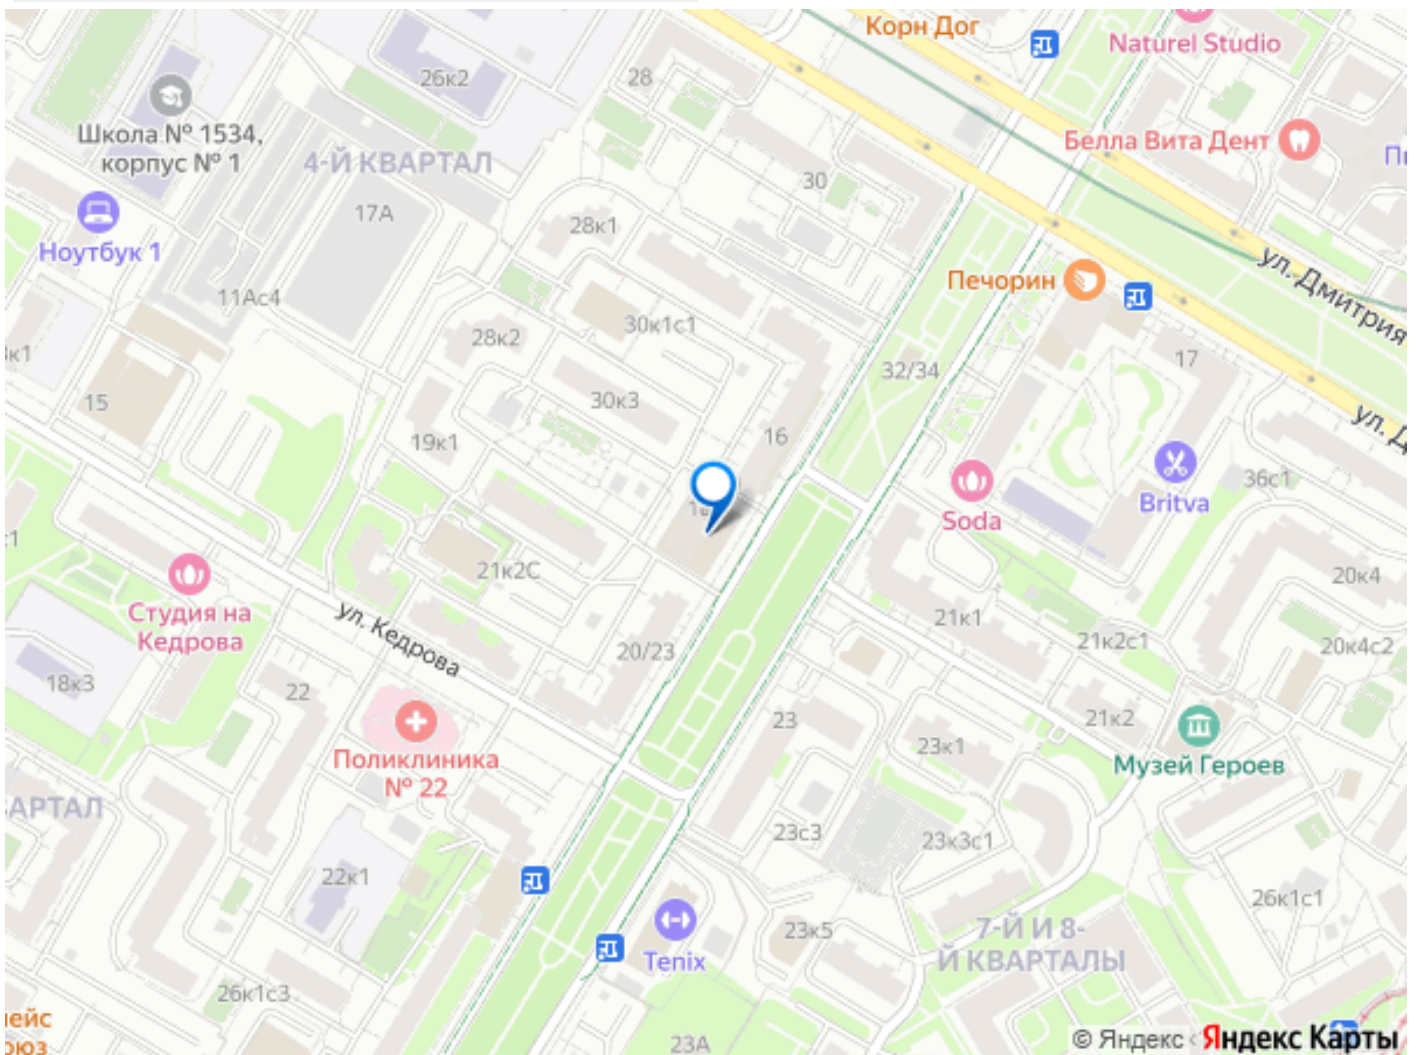 Корн Дог
Naturel Studio
26к2
28
Школа № 1534,
корпус № 1
4-Й КВАРТАЛ
Белла Вита Дент
30
17А
28к1
Ноутбук 1
ул. Дмитрия
Печорин
11Ас4
30к1с1
28к2
17
32/34
15
30к3
19к1
16
36с1
Britva
Soda
21к2С
20к4
Студия на
Кедрова
ул. Кедрова
21к1
21к2с1
20/23
20к4с2
18к3
22
23
21к2
23к1
Поликлиника
№ 22
Музей Героев
23с3
23к3с1
22к1
26к1с1
23к5
7-Й И 8-
Й КВАРТАЛЫ
Tenix
26к1с3
23А
© Яндекс
Яндекс Карты